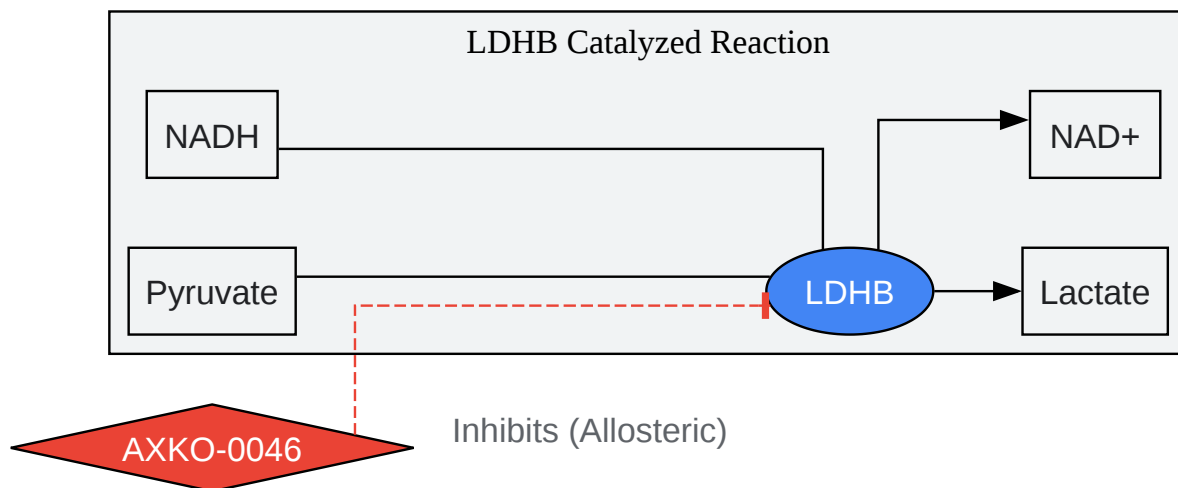 LDHB Catalyzed Reaction
NADH
NAD+
Pyruvate
LDHB
Lactate
AXKO-0046
Inhibits (Allosteric)